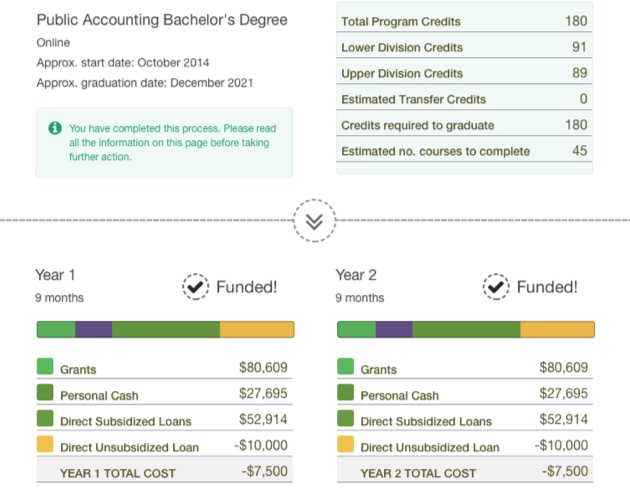 Public Accounting Bachelor's Degree
Online
Approx. start date: October 2014
Approx. graduation date: December 2021
You have completed this process. Please read
all the information on this page before taking
further action.
Total Program Credits 180
Lower Division Credits 91
Upper Division Credits 89
Estimated Transfer Credits 0
Credits required to graduate 180
Estimated no. courses to complete 45
Year 1
9 months
Funded!
Grants $80,609
Personal Cash $27,695
Direct Subsidized Loans $52,914
Direct Unsubsidized Loan -$10,000
YEAR 1 TOTAL COST -$7,500
Year 2
9 months
Funded!
Grants $80,609
Personal Cash $27,695
Direct Subsidized Loans $52,914
Direct Unsubsidized Loan -$10,000
YEAR 2 TOTAL COST -$7,500